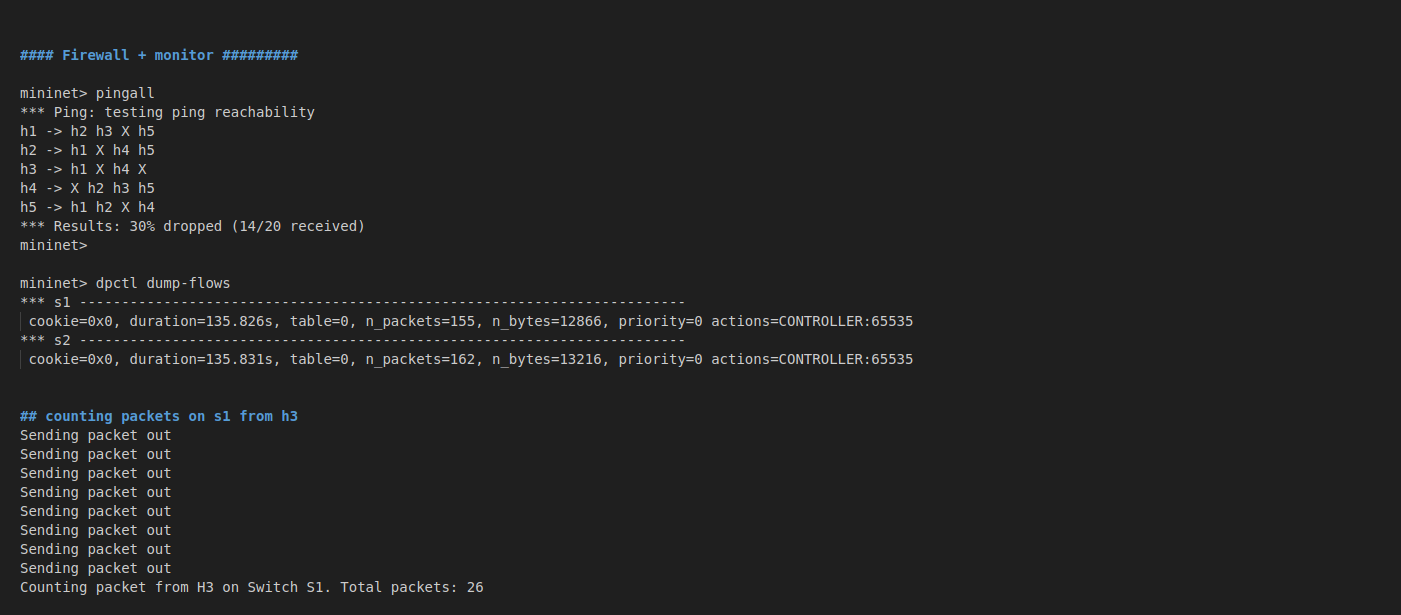 #### Firewall + monitor #########
mininet> pingall
*** Ping: testing ping reachability
h1 -> h2 h3 X h5
h2 -> h1 X h4 h5
h3 -> h1 X h4 X
h4 -> X h2 h3 h5
h5 -> h1 h2 X h4
*** Results: 30% dropped (14/20 received)
mininet>
mininet> dpctl dump-flows
*** s1 ------------------------------------------------------------------------
cookie=0x0, duration=135.826s, table=0, n_packets=155, n_bytes=12866, priority=0 actions=CONTROLLER:65535
*** s2 ------------------------------------------------------------------------
cookie=0x0, duration=135.831s, table=0, n_packets=162, n_bytes=13216, priority=0 actions=CONTROLLER:65535
## counting packets on s1 from h3
Sending packet out
Sending packet out
Sending packet out
Sending packet out
Sending packet out
Sending packet out
Sending packet out
Sending packet out
Counting packet from H3 on Switch S1. Total packets: 26